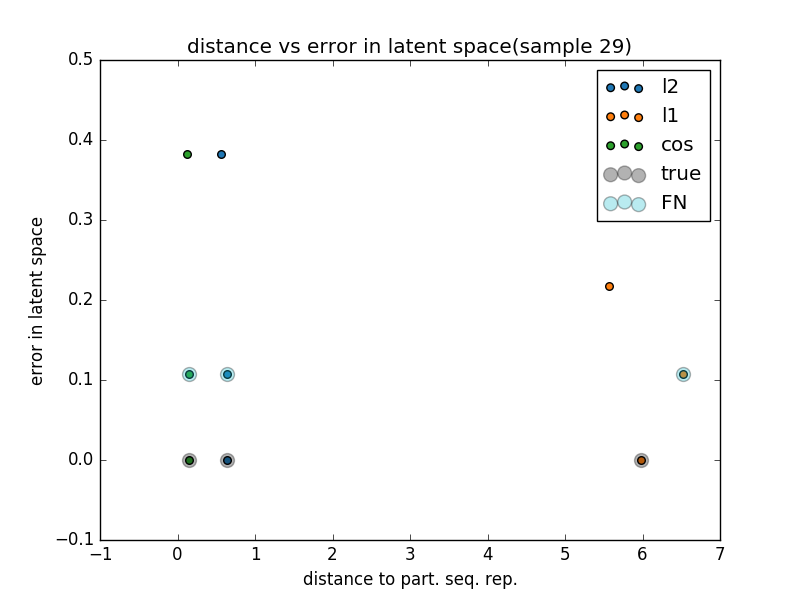 distance vs error in latent space(sample 29)
0.5
0.4
0.3
0.2
0.1
0.0
−0.1
error in latent space
l2
l1
cos
true
FN
−1 0 1 2 3 4 5 6 7
distance to part. seq. rep.